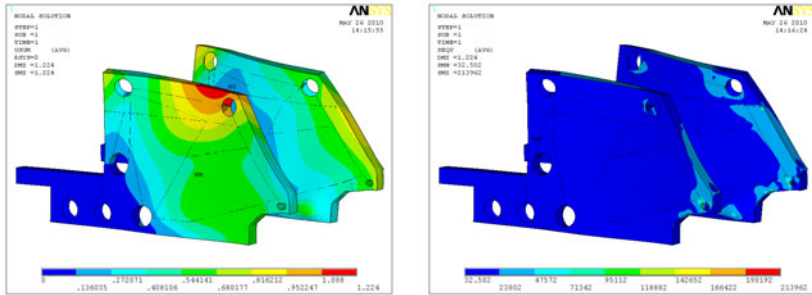 1
NODAL SOLUTION
STEP=1
SUB =1
TIME=1
USUM (AVG)
RSYS=0
DMX =1.224
SMX =1.224
ANSYS
MAY 26 2010
14:15:55
0 .272071 .544141 .816212 1.088
.136035 .408106 .680177 .952247 1.224
1
NODAL SOLUTION
STEP=1
SUB =1
TIME=1
SEQV (AVG)
DMX =1.224
SMN =32.502
SMX =213962
ANSYS
MAY 26 2010
14:16:24
32.502 47572 95112 142652 190192
23802 71342 118882 166422 213962